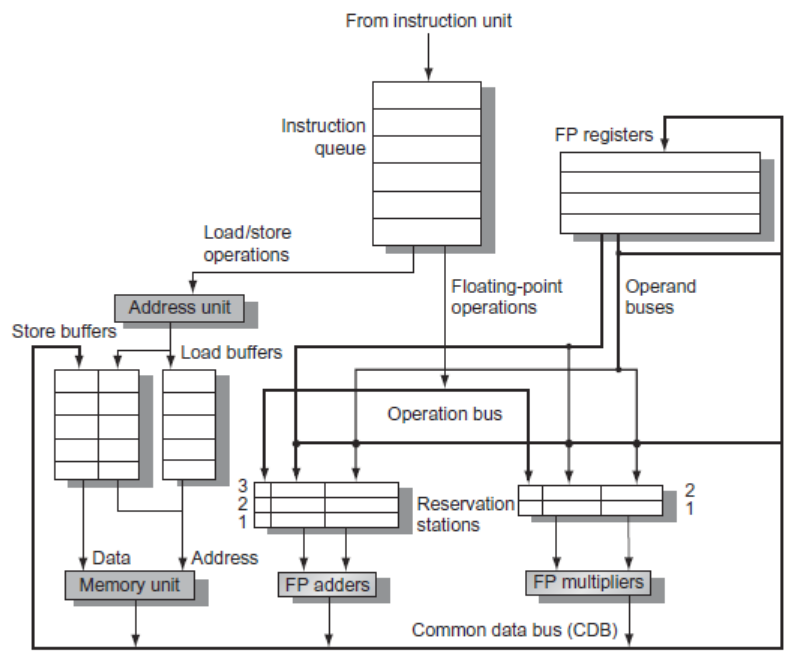 From instruction unit
Instruction
queue
FP registers
Load/store
operations
Floating-point
operations
Operand
buses
Address unit
Store buffers
Load buffers
Operation bus
3
2
1
Reservation
stations
2
1
Data
Address
Memory unit
FP adders
FP multipliers
Common data bus (CDB)